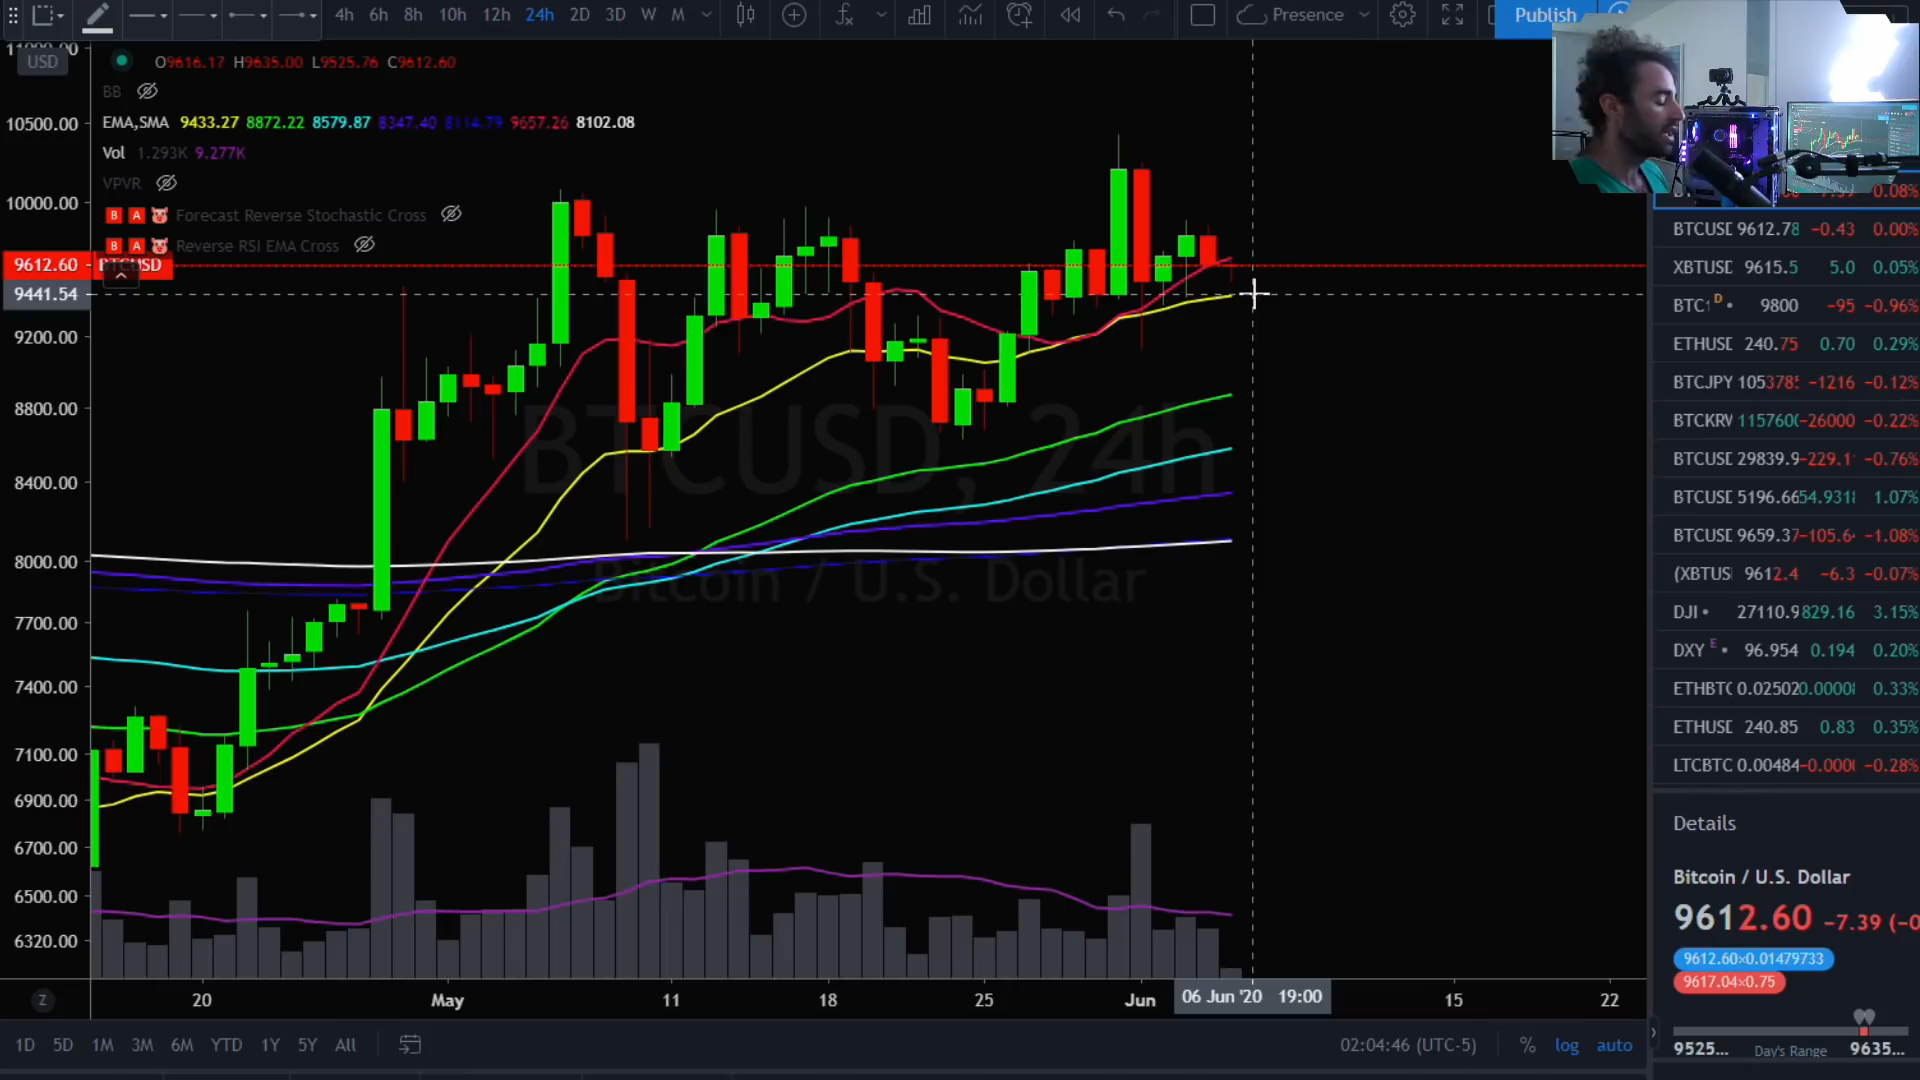 4h 6h 8h 10h 12h 24h 2D 3D W M Presence Publish
11000.00
USD O9616.17 H9635.00 L9525.76 C9612.60
BB
EMA,SMA 9433.27 8872.22 8579.87 8347.40 8114.79 9657.26 8102.08
10500.00
Vol 1.293K 9.277K
VPVR
10000.00
B A Forecast Reverse Stochastic Cross
B A Reverse RSI EMA Cross
9612.60 BTCUSD
9441.54
9200.00
8800.00
8400.00
8000.00
7700.00
7400.00
7100.00
6900.00
6700.00
6500.00
6320.00
BTCUSD, 24h
Bitcoin / U.S. Dollar
Z 20 May 11 18 25 Jun 06 Jun '20 19:00 15 22
1D 5D 1M 3M 6M YTD 1Y 5Y All 02:04:46 (UTC-5) % log auto
0.08%
BTCUSD 9612.78 −0.43 0.00%
XBTUSD 9615.5 5.0 0.05%
BTC1 D 9800 −95 −0.96%
ETHUSD 240.75 0.70 0.29%
BTCJPY 1053785 −1216 −0.12%
BTCKRW 1157600 −26000 −0.22%
BTCUSD 29839.9 −229.1 −0.76%
BTCUSD 5196.66 54.9318 1.07%
BTCUSD 9659.37 −105.64 −1.08%
(XBTUSD 9612.4 −6.3 −0.07%
DJI 27110.9 829.16 3.15%
DXY E 96.954 0.194 0.20%
ETHBTC 0.02502 0.00008 0.33%
ETHUSD 240.85 0.83 0.35%
LTCBTC 0.00484 −0.000 −0.28%
Details
Bitcoin / U.S. Dollar
9612.60 −7.39 (−0
9612.60×0.01479733
9617.04×0.75
9525... Day's Range 9635...